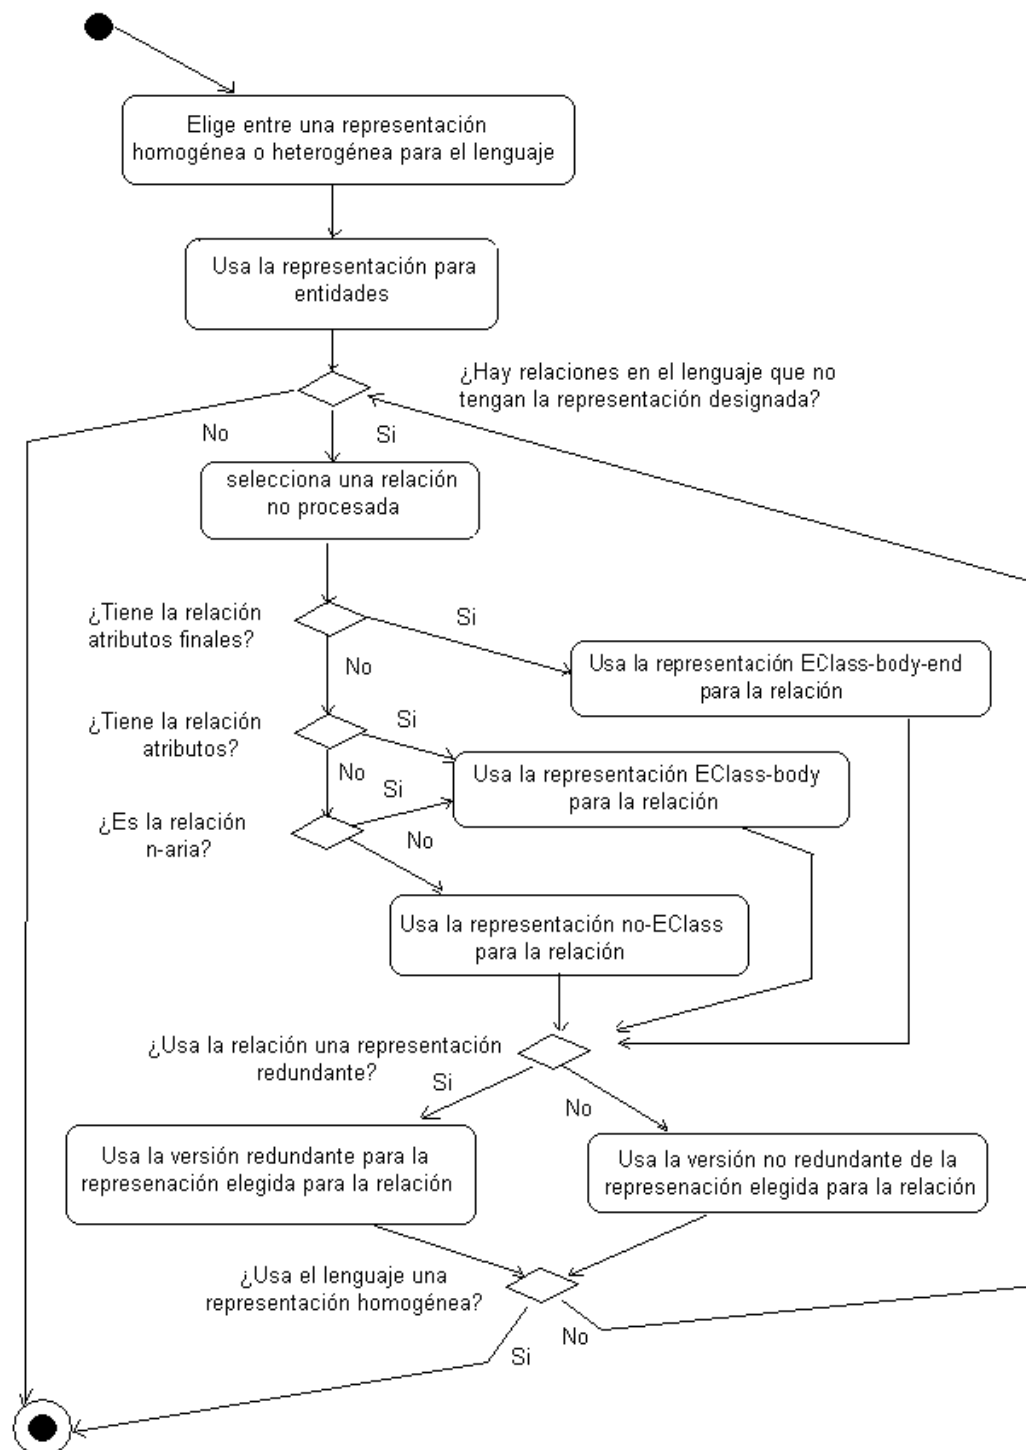 Elige entre una representación
homogénea o heterogénea para el lenguaje
Usa la representación para
entidades
¿Hay relaciones en el lenguaje que no
tengan la representación designada?
No
Si
selecciona una relación
no procesada
¿Tiene la relación
atributos finales?
Si
No
Usa la representación EClass-body-end
para la relación
¿Tiene la relación
atributos?
Si
No
Usa la representación EClass-body
para la relación
Si
¿Es la relación
n-aria?
No
Usa la representación no-EClass
para la relación
¿Usa la relación una representación
redundante?
Si
No
Usa la versión redundante para la
represenación elegida para la relación
Usa la versión no redundante de la
represenación elegida para la relación
¿Usa el lenguaje una
representación homogénea?
No
Si